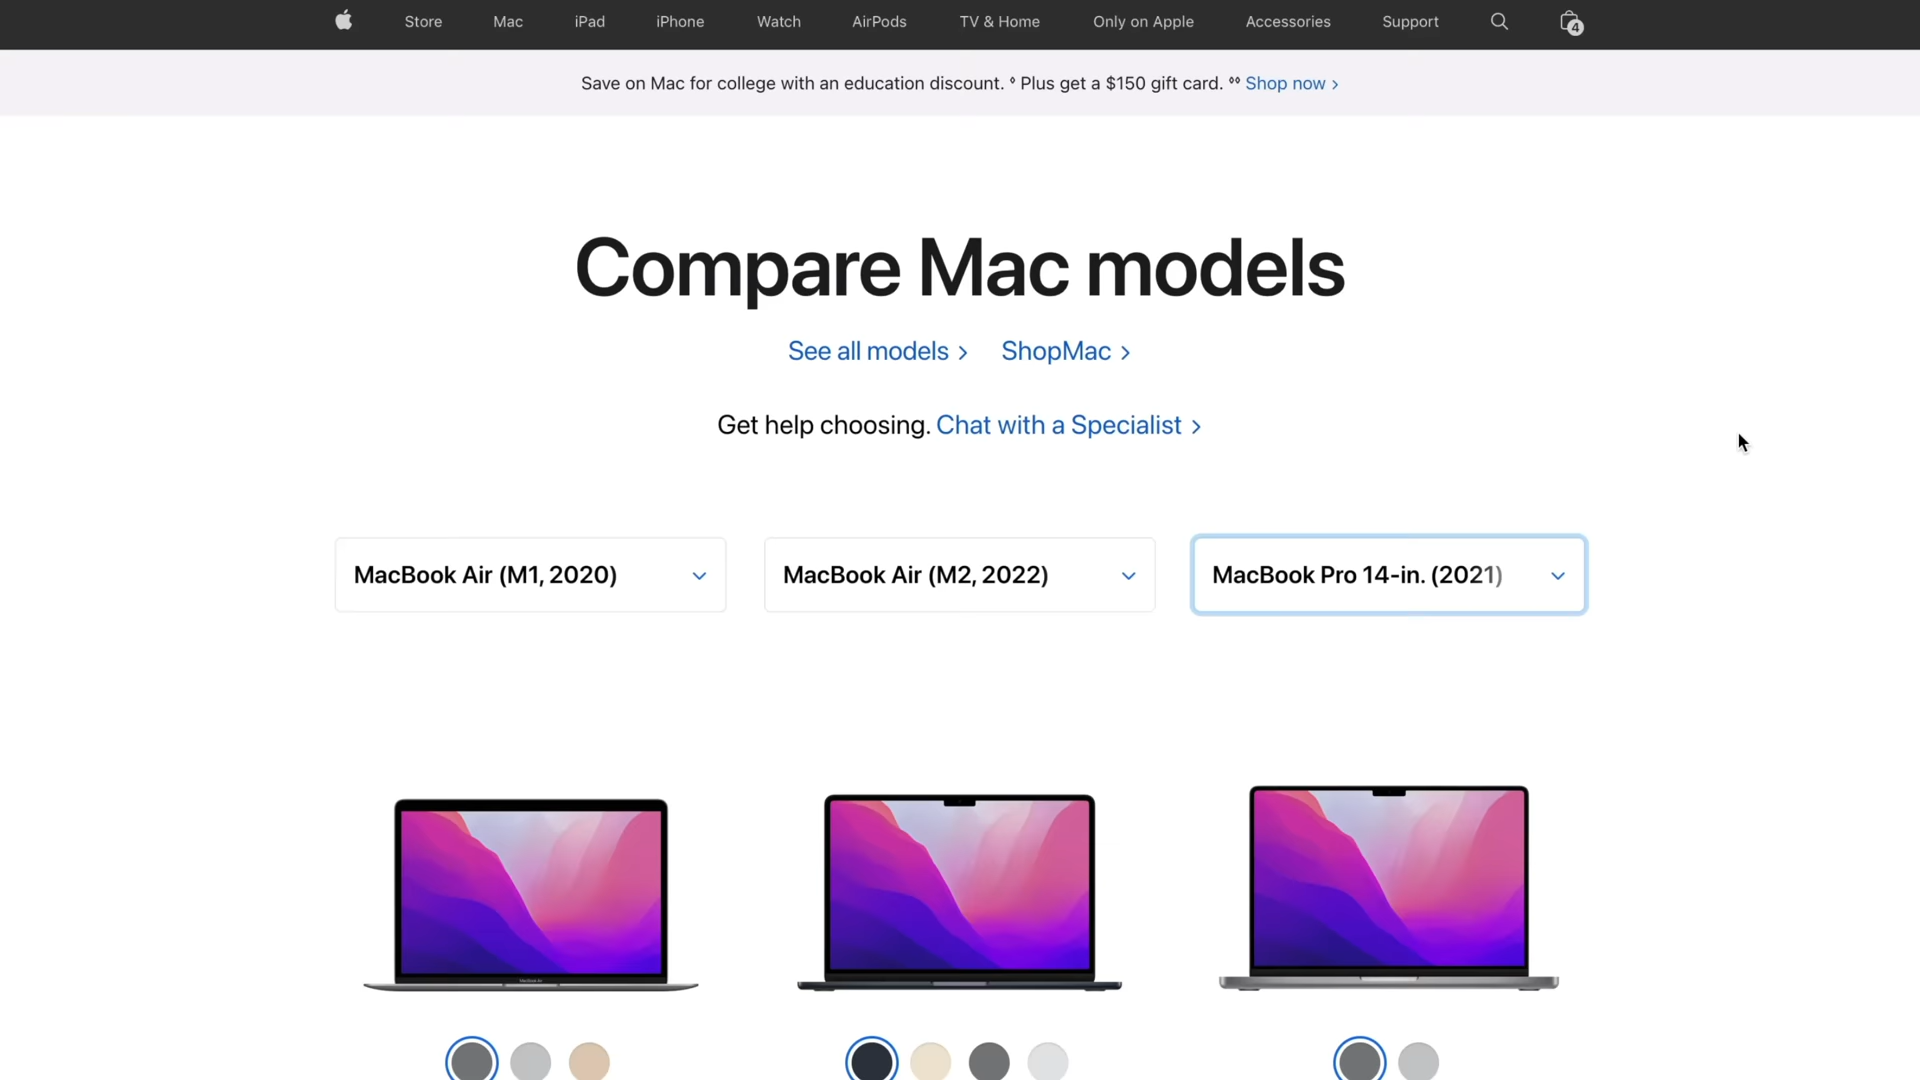 Store Mac iPad iPhone Watch AirPods TV & Home Only on Apple Accessories Support 4
Save on Mac for college with an education discount. ◊ Plus get a $150 gift card. ◊◊ Shop now >
Compare Mac models
See all models > ShopMac >
Get help choosing. Chat with a Specialist >
MacBook Air (M1, 2020) MacBook Air (M2, 2022) MacBook Pro 14-in. (2021)